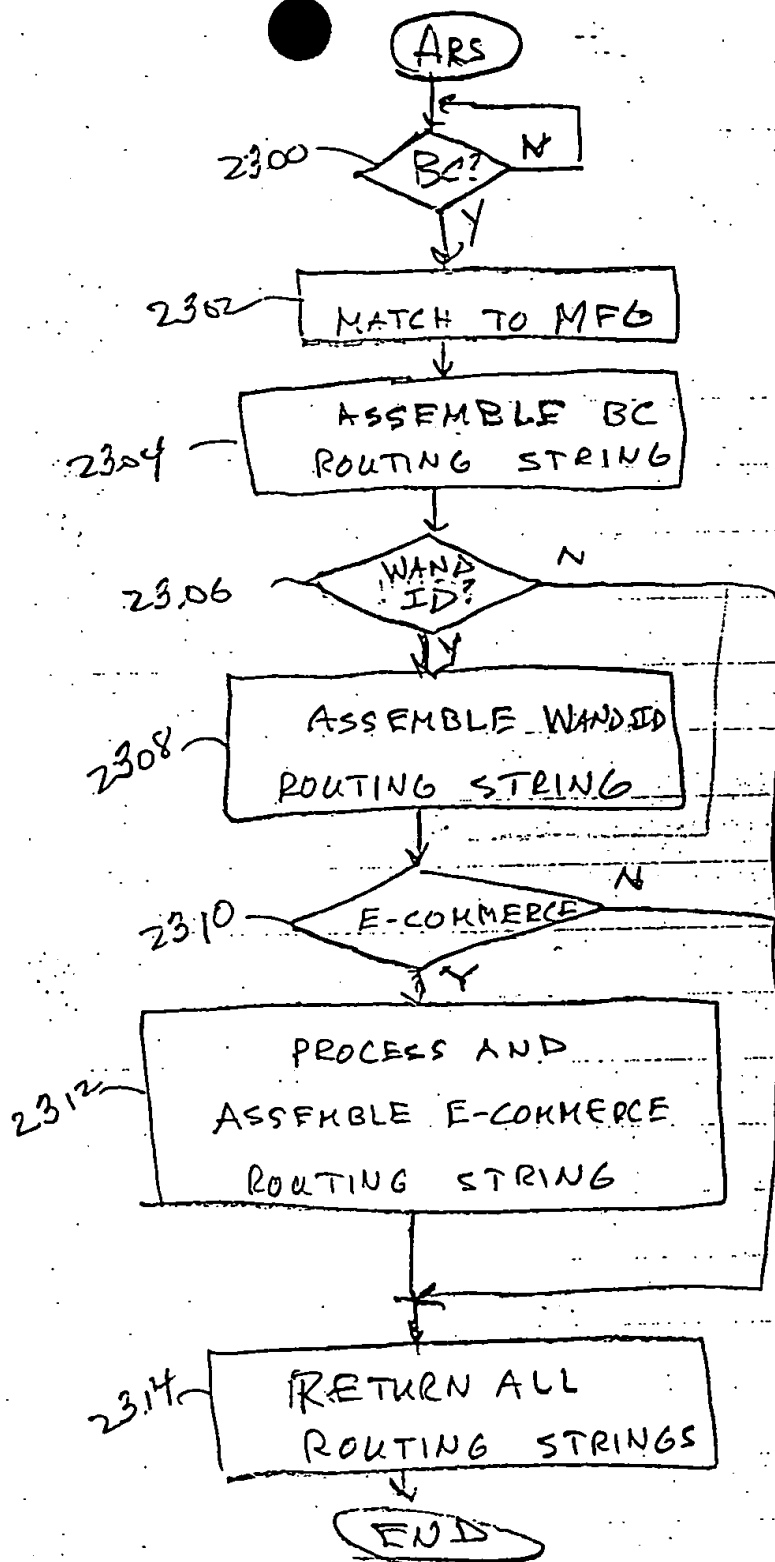 ARS
2300
BC?
N
Y
2302
MATCH TO MFG
2304
ASSEMBLE BC
ROUTING STRING
2306
WAND
ID?
N
Y
2308
ASSEMBLE WAND ID
ROUTING STRING
2310
E-COMMERCE
N
Y
2312
PROCESS AND
ASSEMBLE E-COMMERCE
ROUTING STRING
2314
RETURN ALL
ROUTING STRINGS
END